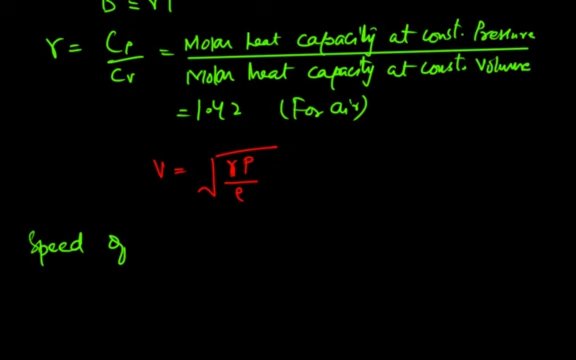 B = γP
γ = Cp/Cv = Molar heat capacity at const. Pressure / Molar heat capacity at const. Volume
= 1.42 (For air)
V = √(γP/ρ)
Speed of